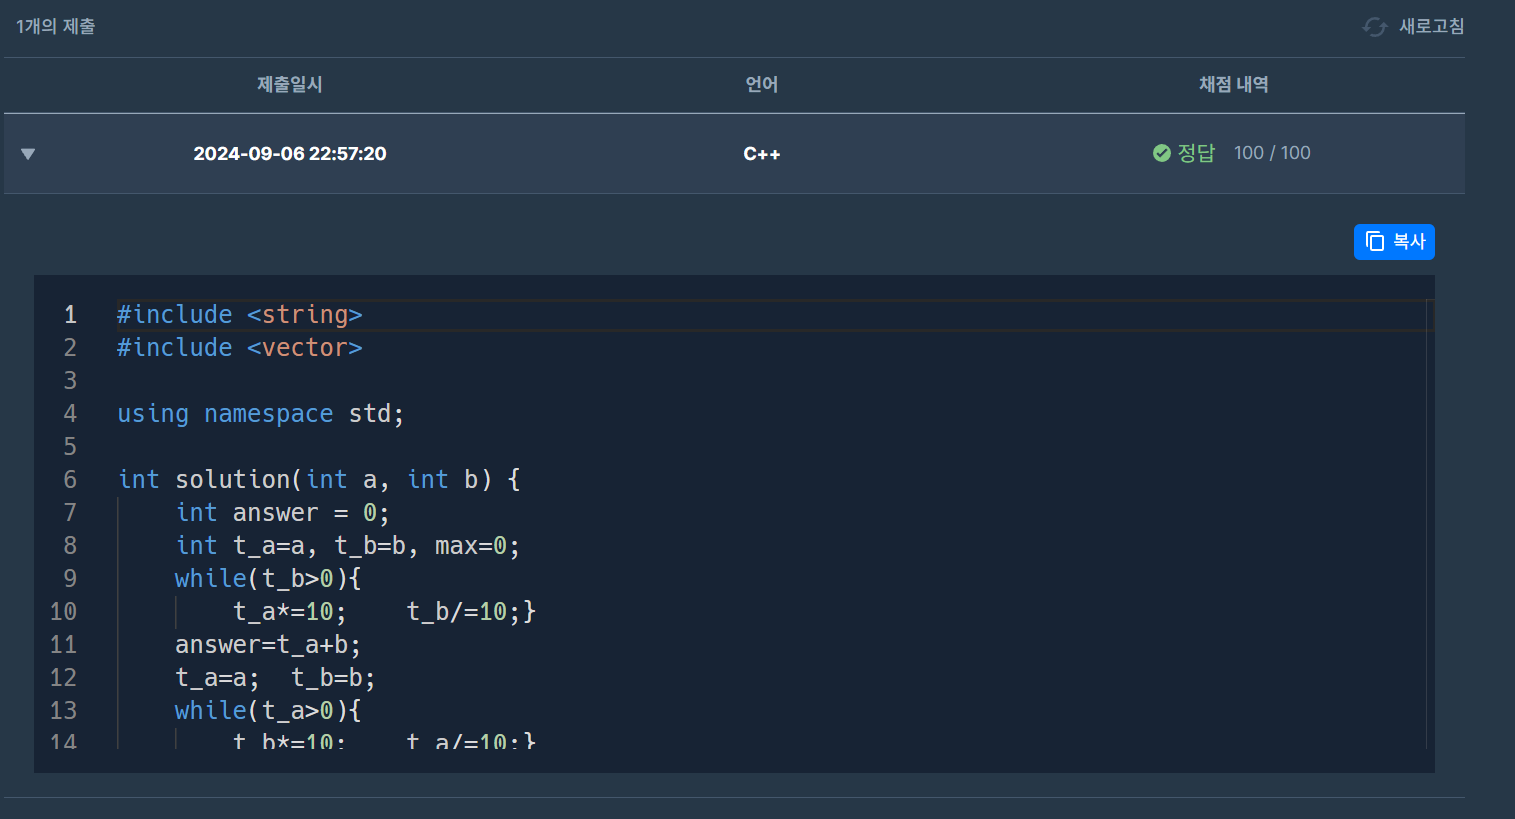 1개의 제출
새로고침
제출일시 언어 채점 내역
2024-09-06 22:57:20 C++ 정답 100 / 100
복사
1 #include <string>
2 #include <vector>
3
4 using namespace std;
5
6 int solution(int a, int b) {
7 int answer = 0;
8 int t_a=a, t_b=b, max=0;
9 while(t_b>0){
10 t_a*=10; t_b/=10;}
11 answer=t_a+b;
12 t_a=a; t_b=b;
13 while(t_a>0){
14 t_b*=10; t_a/=10;}